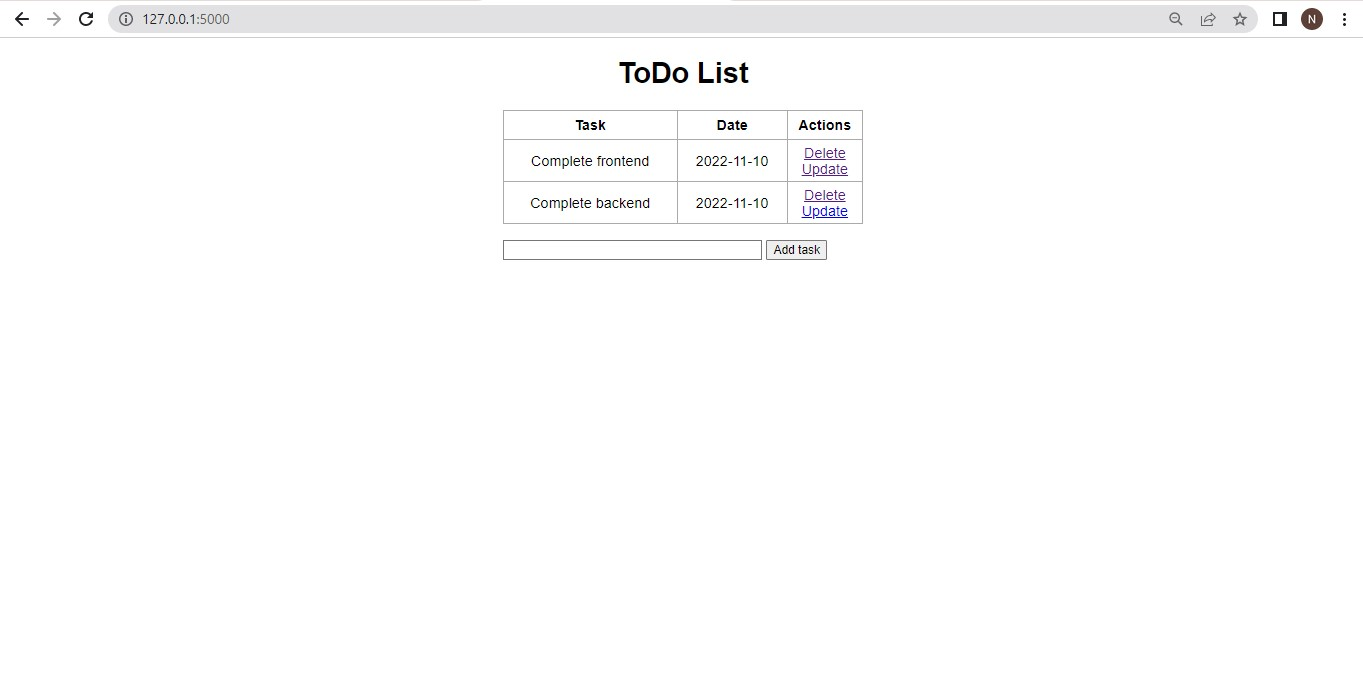 127.0.0.1:5000
N
ToDo List
Task Date Actions
Complete frontend 2022-11-10 Delete
Update
Complete backend 2022-11-10 Delete
Update
Add task